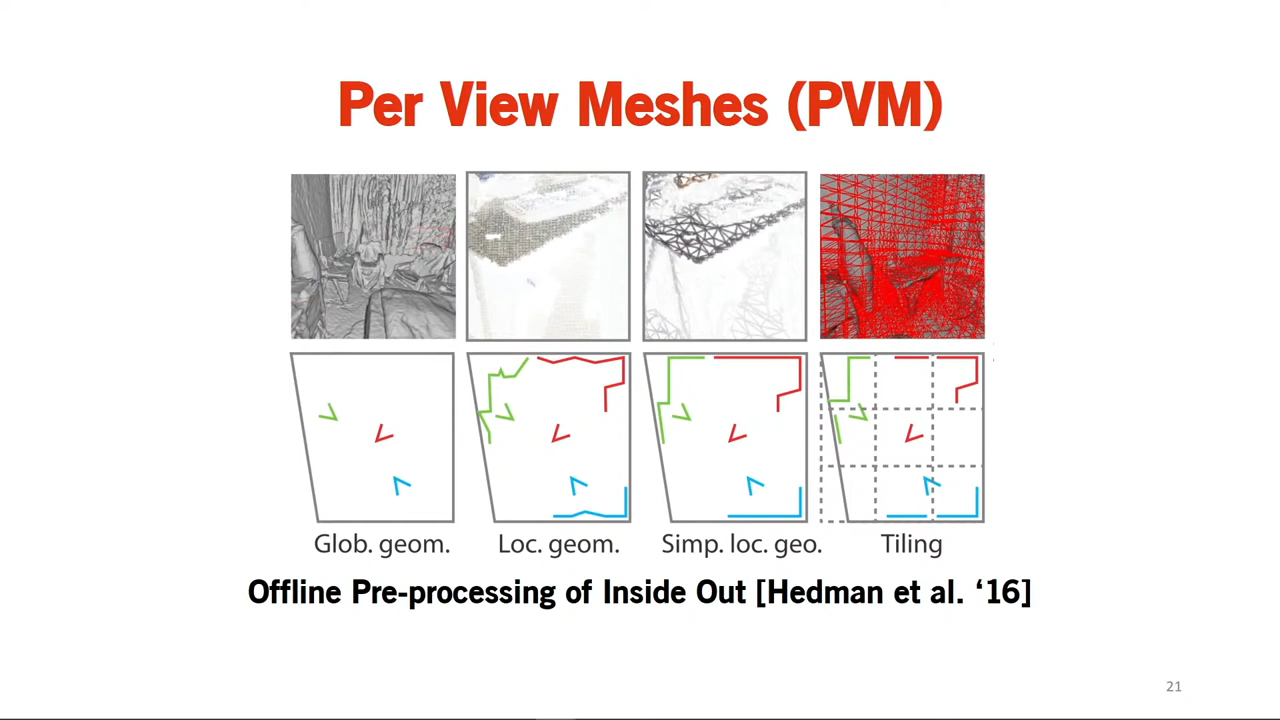 Per View Meshes (PVM)
Glob. geom. Loc. geom. Simp. loc. geo. Tiling
Offline Pre-processing of Inside Out [Hedman et al. ‘16]
21